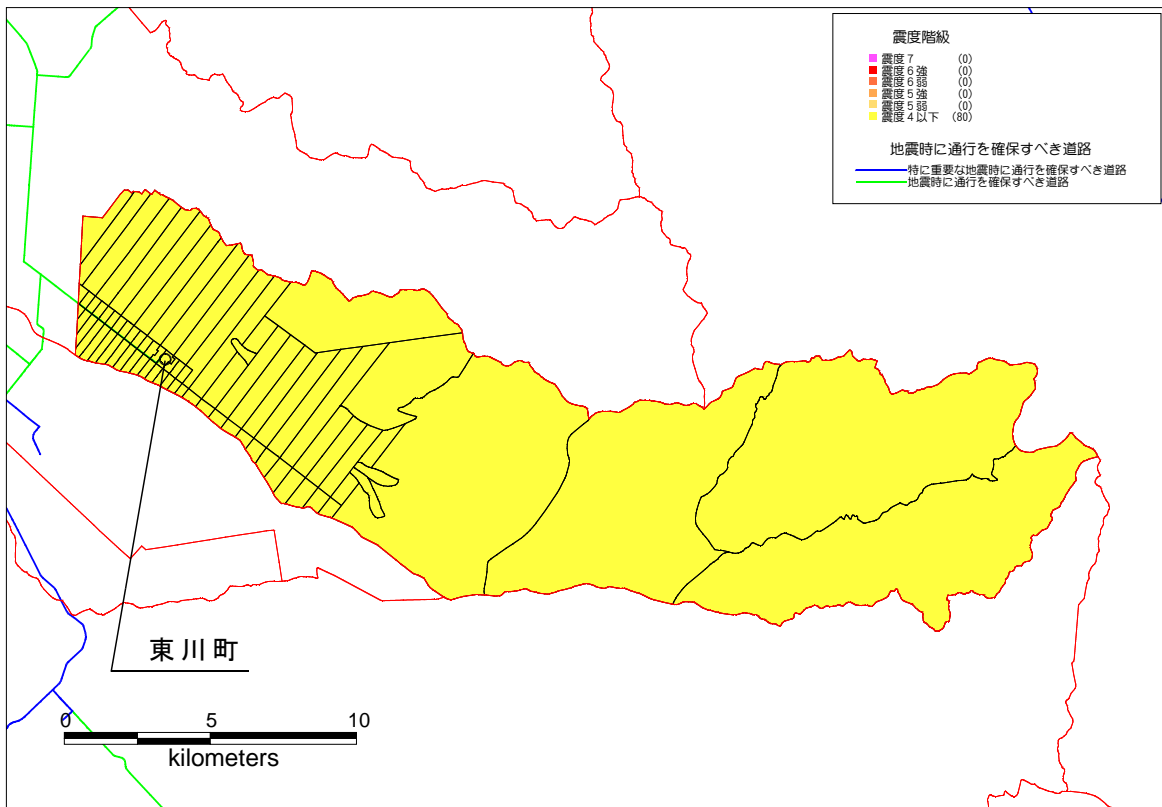 震度階級
震度7 (0)
震度6強 (0)
震度6弱 (0)
震度5強 (0)
震度5弱 (0)
震度4以下 (80)
地震時に通行を確保すべき道路
特に重要な地震時に通行を確保すべき道路
地震時に通行を確保すべき道路
東川町
0 5 10
kilometers